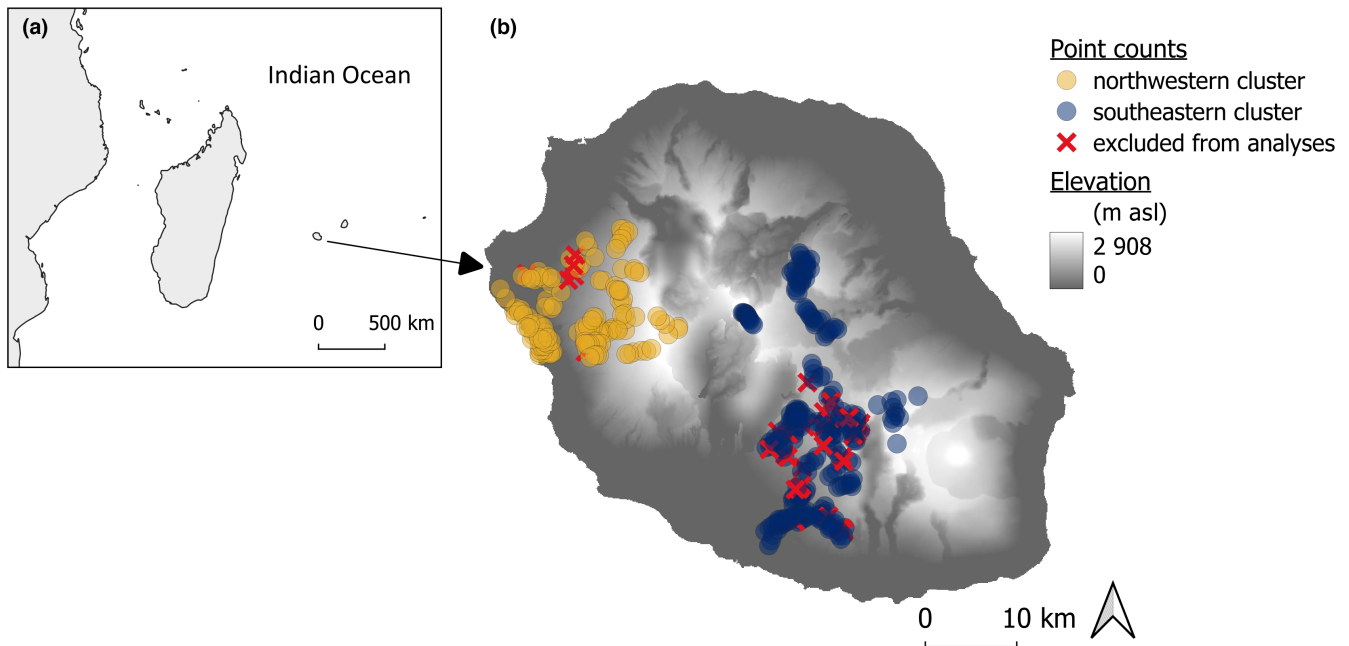 (a)
Indian Ocean
0 500 km
(b)
Point counts
northwestern cluster
southeastern cluster
excluded from analyses
Elevation
(m asl)
2 908
0
0 10 km